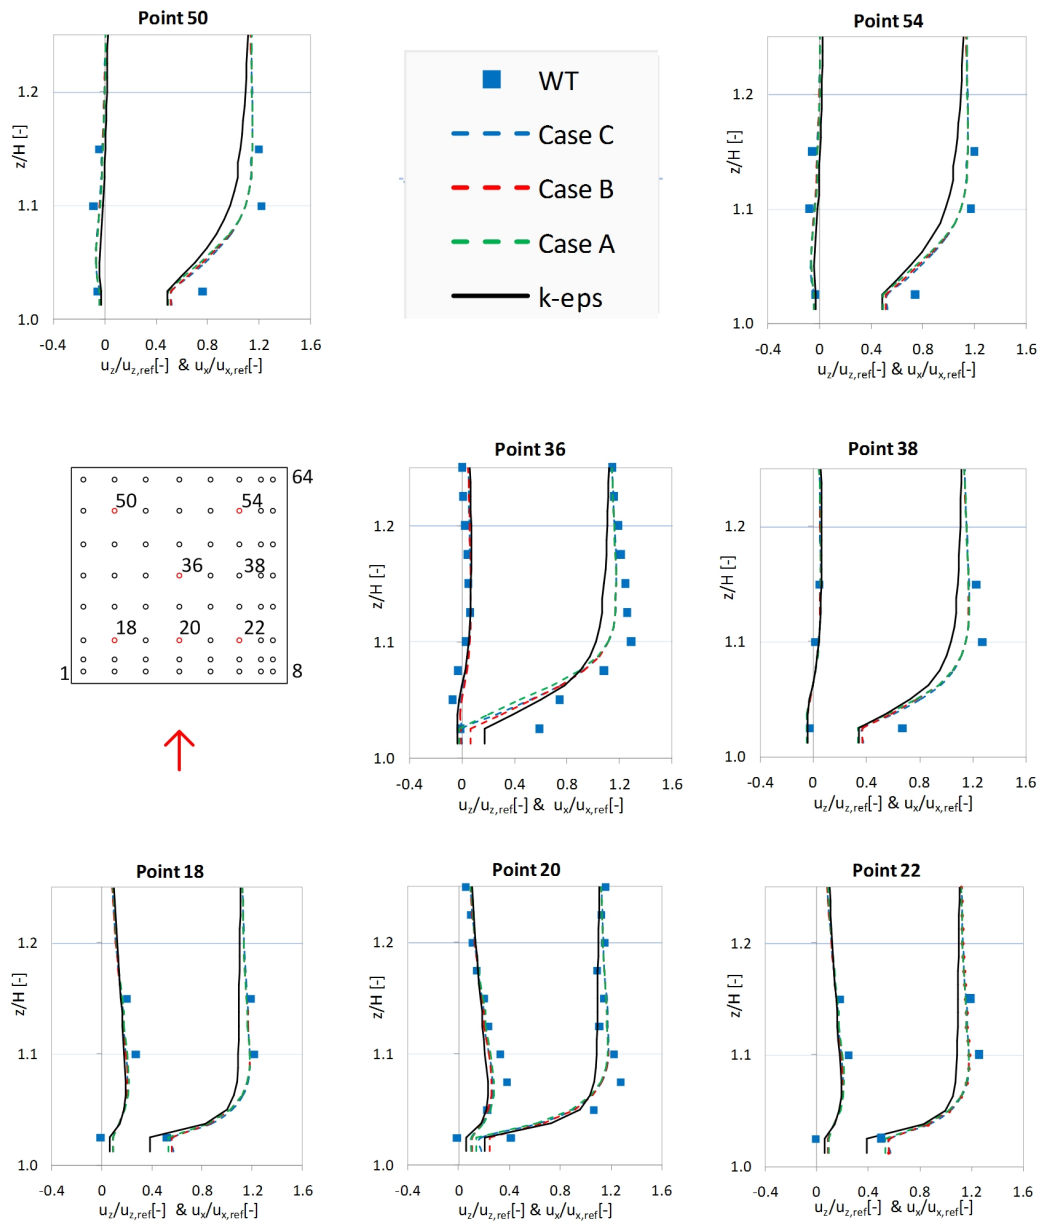 Point 50
1.2
1.1
1.0
z/H [-]
-0.4 0 0.4 0.8 1.2 1.6
uz/uz,ref[-] & ux/ux,ref[-]
WT
Case C
Case B
Case A
k-eps
Point 54
1.2
1.1
1.0
z/H [-]
-0.4 0 0.4 0.8 1.2 1.6
uz/uz,ref[-] & ux/ux,ref[-]
64
50 54
36 38
18 20 22
1 8
Point 36
1.2
1.1
1.0
z/H [-]
-0.4 0 0.4 0.8 1.2 1.6
uz/uz,ref[-] & ux/ux,ref[-]
Point 38
1.2
1.1
1.0
z/H [-]
-0.4 0 0.4 0.8 1.2 1.6
uz/uz,ref[-] & ux/ux,ref[-]
Point 18
1.2
1.1
1.0
z/H [-]
-0.4 0 0.4 0.8 1.2 1.6
uz/uz,ref[-] & ux/ux,ref[-]
Point 20
1.2
1.1
1.0
z/H [-]
-0.4 0 0.4 0.8 1.2 1.6
uz/uz,ref[-] & ux/ux,ref[-]
Point 22
1.2
1.1
1.0
z/H [-]
-0.4 0 0.4 0.8 1.2 1.6
uz/uz,ref[-] & ux/ux,ref[-]